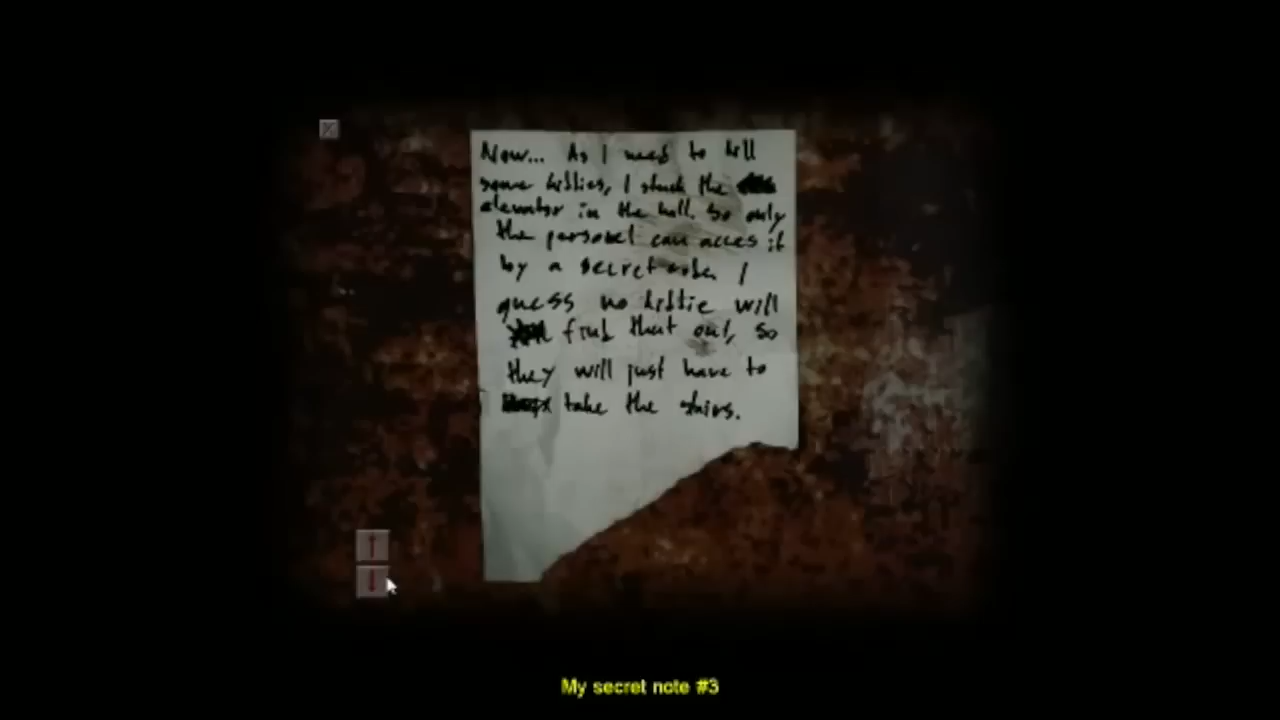 Now... As I need to kill
some kitties, I stuck the
elevator in the hall. So only
the personel can acces it
by a secret code. I
guess no kittie will
find that out, so
they will just have to
take the stairs.
My secret note #3